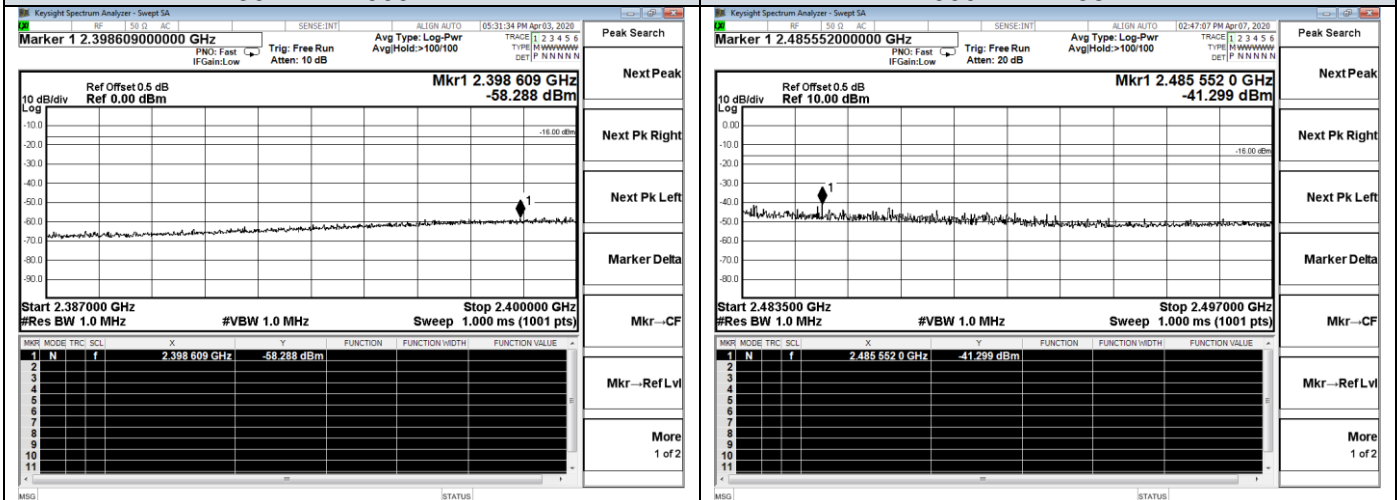 Keysight Spectrum Analyzer - Swept SA
RF 50 Ω AC SENSE:INT ALIGN AUTO 05:31:34 PM Apr 03, 2020
Marker 1 2.398609000000 GHz
PNO: Fast
IFGain:Low
Trig: Free Run
Atten: 10 dB
Avg Type: Log-Pwr
Avg|Hold:>100/100
TRACE 1 2 3 4 5 6
TYPE M WWWWW
DET P N N N N N
Ref Offset 0.5 dB
Ref 0.00 dBm
10 dB/div
Log
Mkr1 2.398 609 GHz
-58.288 dBm
-10.0
-20.0
-30.0
-40.0
-50.0
-60.0
-70.0
-80.0
-90.0
-16.00 dBm
1
Start 2.387000 GHz
Stop 2.400000 GHz
#Res BW 1.0 MHz #VBW 1.0 MHz Sweep 1.000 ms (1001 pts)
MKR MODE TRC SCL X Y FUNCTION FUNCTION WIDTH FUNCTION VALUE
1 N f 2.398 609 GHz -58.288 dBm
2
3
4
5
6
7
8
9
10
11
MSG STATUS
Peak Search
Next Peak
Next Pk Right
Next Pk Left
Marker Delta
Mkr→CF
Mkr→Ref Lvl
More
1 of 2
Keysight Spectrum Analyzer - Swept SA
RF 50 Ω AC SENSE:INT ALIGN AUTO 02:47:07 PM Apr 07, 2020
Marker 1 2.485552000000 GHz
PNO: Fast
IFGain:Low
Trig: Free Run
Atten: 20 dB
Avg Type: Log-Pwr
Avg|Hold:>100/100
TRACE 1 2 3 4 5 6
TYPE M WWWWW
DET P N N N N N
Ref Offset 0.5 dB
Ref 10.00 dBm
10 dB/div
Log
Mkr1 2.485 552 0 GHz
-41.299 dBm
0.00
-10.0
-20.0
-30.0
-40.0
-50.0
-60.0
-70.0
-80.0
-16.00 dBm
1
Start 2.483500 GHz
Stop 2.497000 GHz
#Res BW 1.0 MHz #VBW 1.0 MHz Sweep 1.000 ms (1001 pts)
MKR MODE TRC SCL X Y FUNCTION FUNCTION WIDTH FUNCTION VALUE
1 N f 2.485 552 0 GHz -41.299 dBm
2
3
4
5
6
7
8
9
10
11
MSG STATUS
Peak Search
Next Peak
Next Pk Right
Next Pk Left
Marker Delta
Mkr→CF
Mkr→Ref Lvl
More
1 of 2